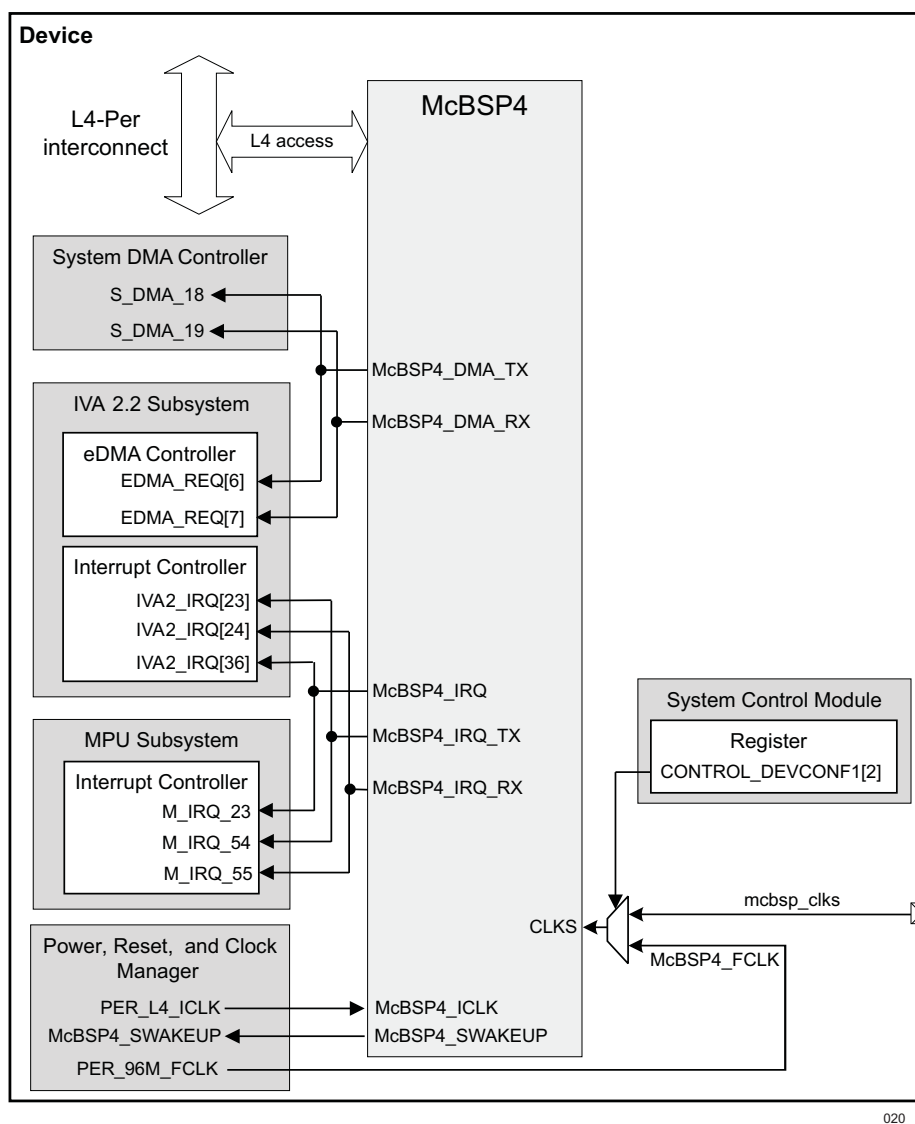 Device
L4-Per
interconnect
L4 access
McBSP4
System DMA Controller
S_DMA_18
S_DMA_19
McBSP4_DMA_TX
McBSP4_DMA_RX
IVA 2.2 Subsystem
eDMA Controller
EDMA_REQ[6]
EDMA_REQ[7]
Interrupt Controller
IVA2_IRQ[23]
IVA2_IRQ[24]
IVA2_IRQ[36]
McBSP4_IRQ
McBSP4_IRQ_TX
McBSP4_IRQ_RX
MPU Subsystem
Interrupt Controller
M_IRQ_23
M_IRQ_54
M_IRQ_55
System Control Module
Register
CONTROL_DEVCONF1[2]
mcbsp_clks
CLKS
McBSP4_FCLK
Power, Reset, and Clock
Manager
PER_L4_ICLK
McBSP4_SWAKEUP
PER_96M_FCLK
McBSP4_ICLK
McBSP4_SWAKEUP
020